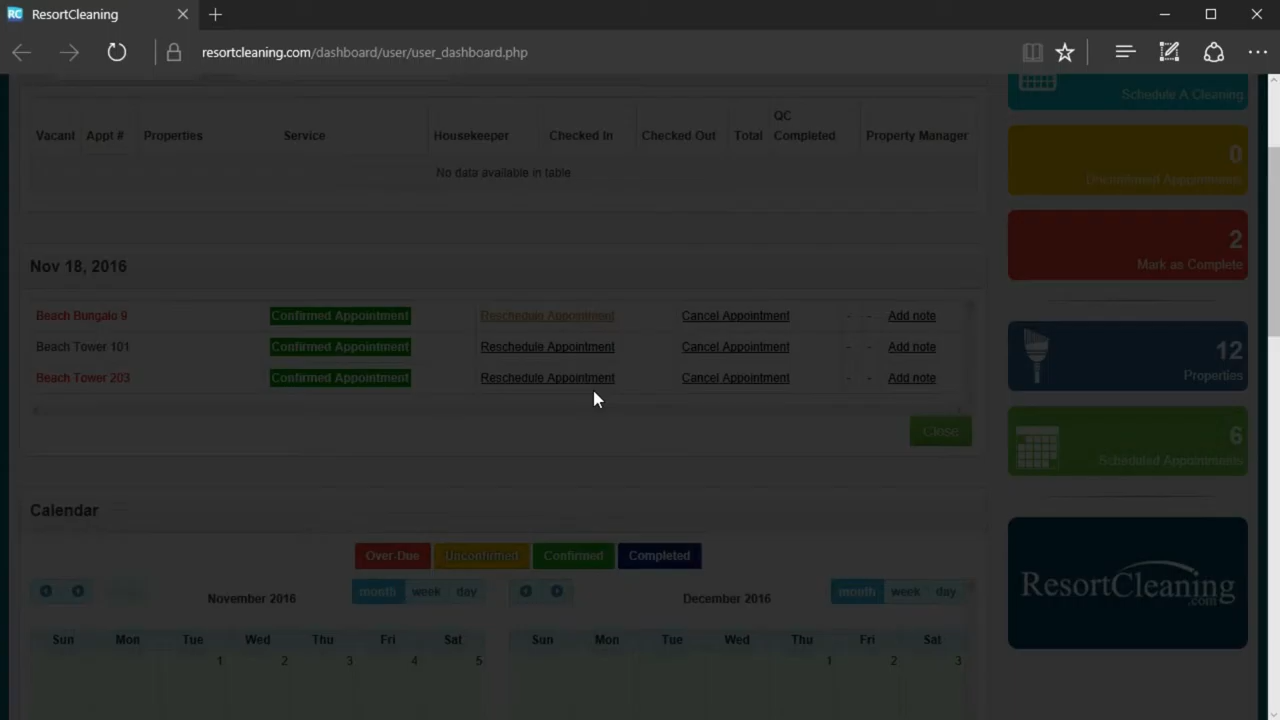 RC ResortCleaning
resortcleaning.com/dashboard/user/user_dashboard.php
Schedule A Cleaning
Vacant Appt # Properties Service Housekeeper Checked In Checked Out Total QC Completed Property Manager
No data available in table
0
Unconfirmed Appointments
2
Mark as Complete
Nov 18, 2016
Beach Bungalo 9 Confirmed Appointment Reschedule Appointment Cancel Appointment - - Add note
Beach Tower 101 Confirmed Appointment Reschedule Appointment Cancel Appointment - - Add note
Beach Tower 203 Confirmed Appointment Reschedule Appointment Cancel Appointment - - Add note
Close
12
Properties
6
Scheduled Appointments
Calendar
Over-Due Unconfirmed Confirmed Completed
November 2016 month week day
December 2016 month week day
Sun Mon Tue Wed Thu Fri Sat
1 2 3 4 5
Sun Mon Tue Wed Thu Fri Sat
1 2 3
ResortCleaning
.com